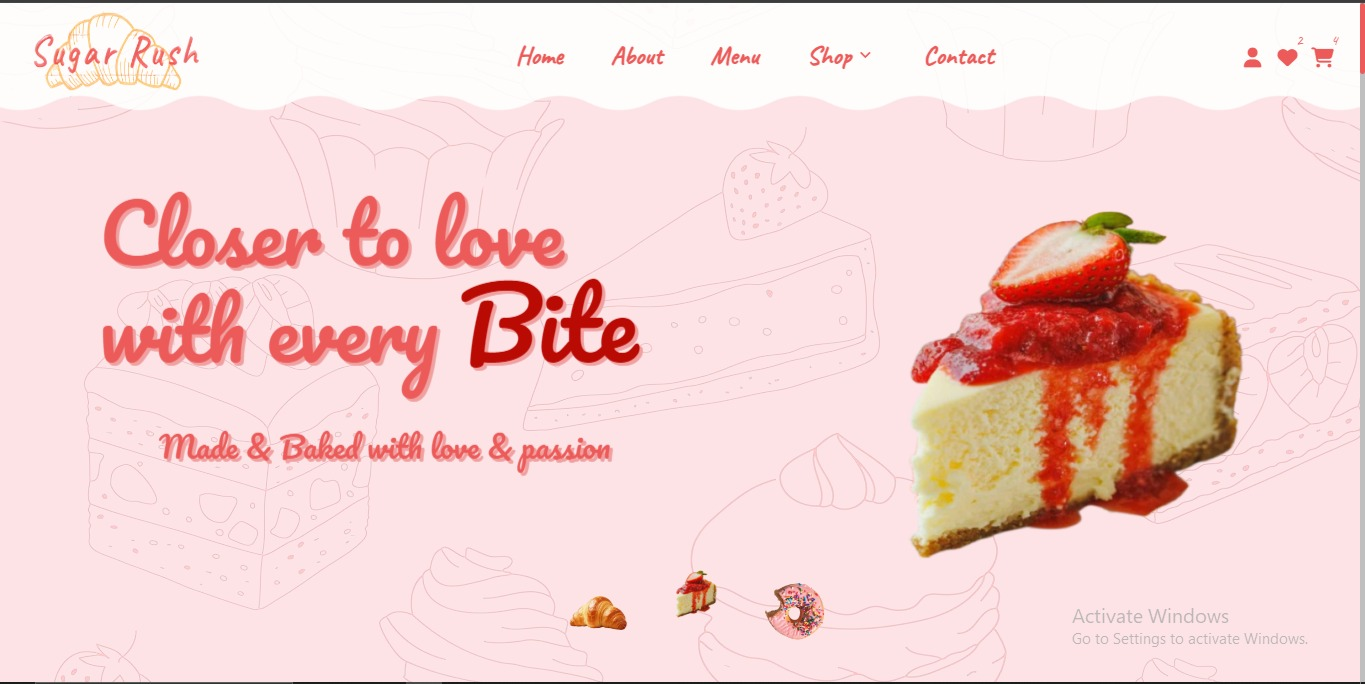 Sugar Rush
Home About Menu Shop Contact
2 4
Closer to love
with every Bite
Made & Baked with love & passion
Activate Windows
Go to Settings to activate Windows.